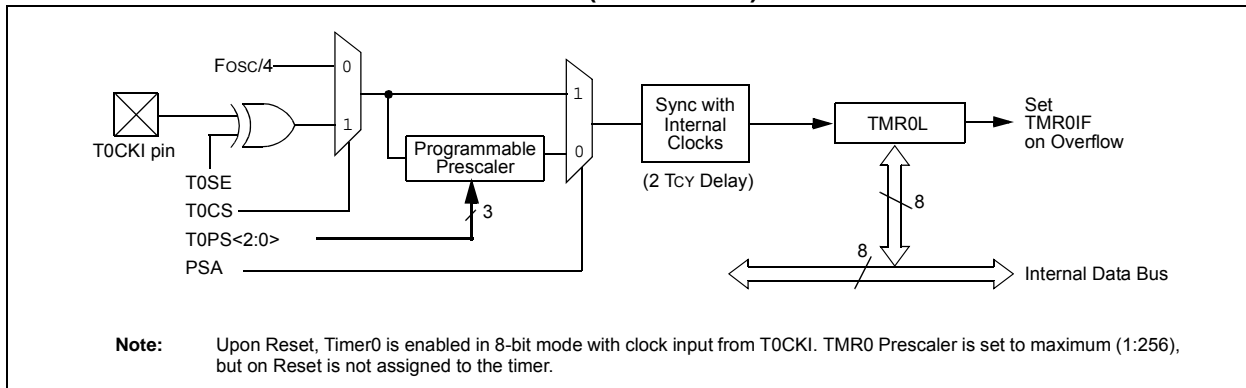 FOSC/4
0
1
T0CKI pin
T0SE
T0CS
T0PS<2:0>
PSA
Programmable
Prescaler
3
1
0
Sync with
Internal
Clocks
(2 TCY Delay)
TMR0L
Set
TMR0IF
on Overflow
8
8
Internal Data Bus
Note: Upon Reset, Timer0 is enabled in 8-bit mode with clock input from T0CKI. TMR0 Prescaler is set to maximum (1:256),
but on Reset is not assigned to the timer.